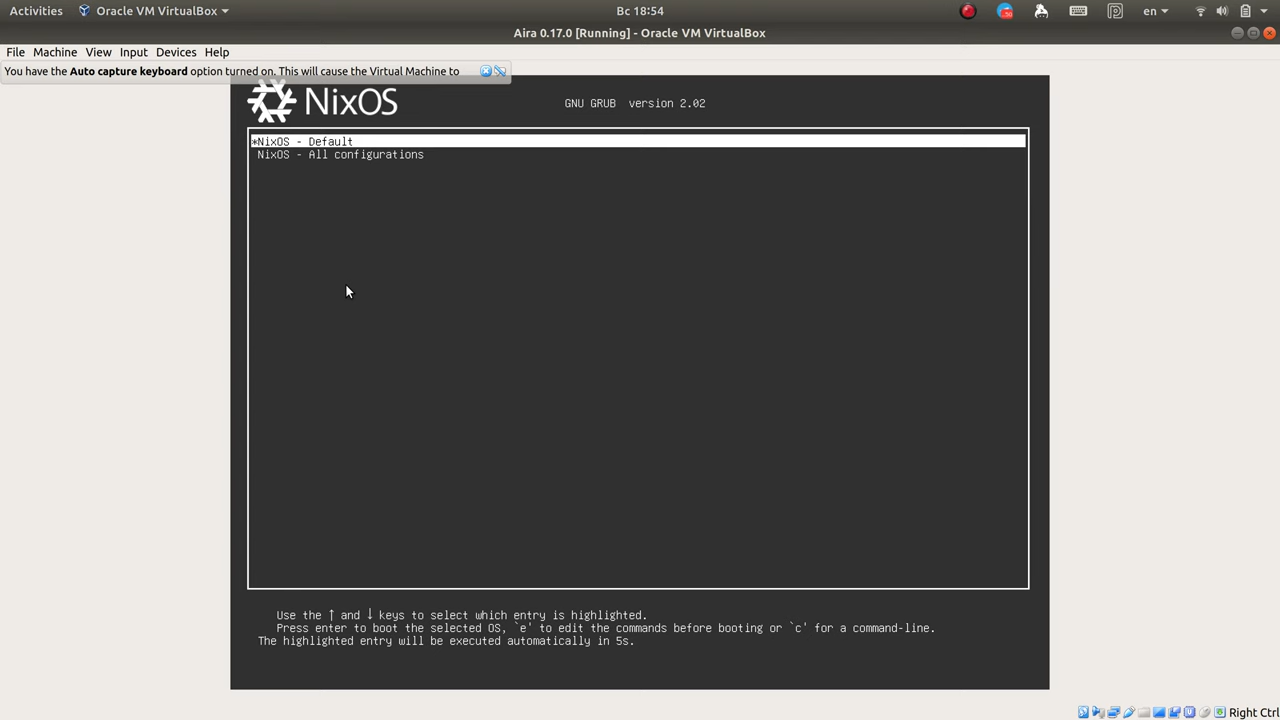 Activities Oracle VM VirtualBox Вс 18:54 en
Aira 0.17.0 [Running] - Oracle VM VirtualBox
File Machine View Input Devices Help
You have the Auto capture keyboard option turned on. This will cause the Virtual Machine to
NixOS GNU GRUB version 2.02
*NixOS - Default
NixOS - All configurations
Use the ↑ and ↓ keys to select which entry is highlighted.
Press enter to boot the selected OS, `e' to edit the commands before booting or `c' for a command-line.
The highlighted entry will be executed automatically in 5s.
Right Ctrl